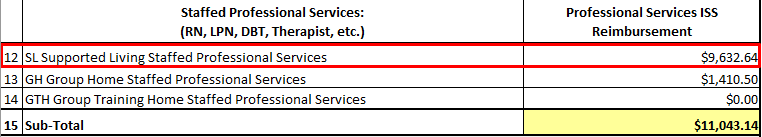 Staffed Professional Services: Professional Services ISS
(RN, LPN, DBT, Therapist, etc.) Reimbursement
12 SL Supported Living Staffed Professional Services $9,632.64
13 GH Group Home Staffed Professional Services $1,410.50
14 GTH Group Training Home Staffed Professional Services $0.00
15 Sub-Total $11,043.14